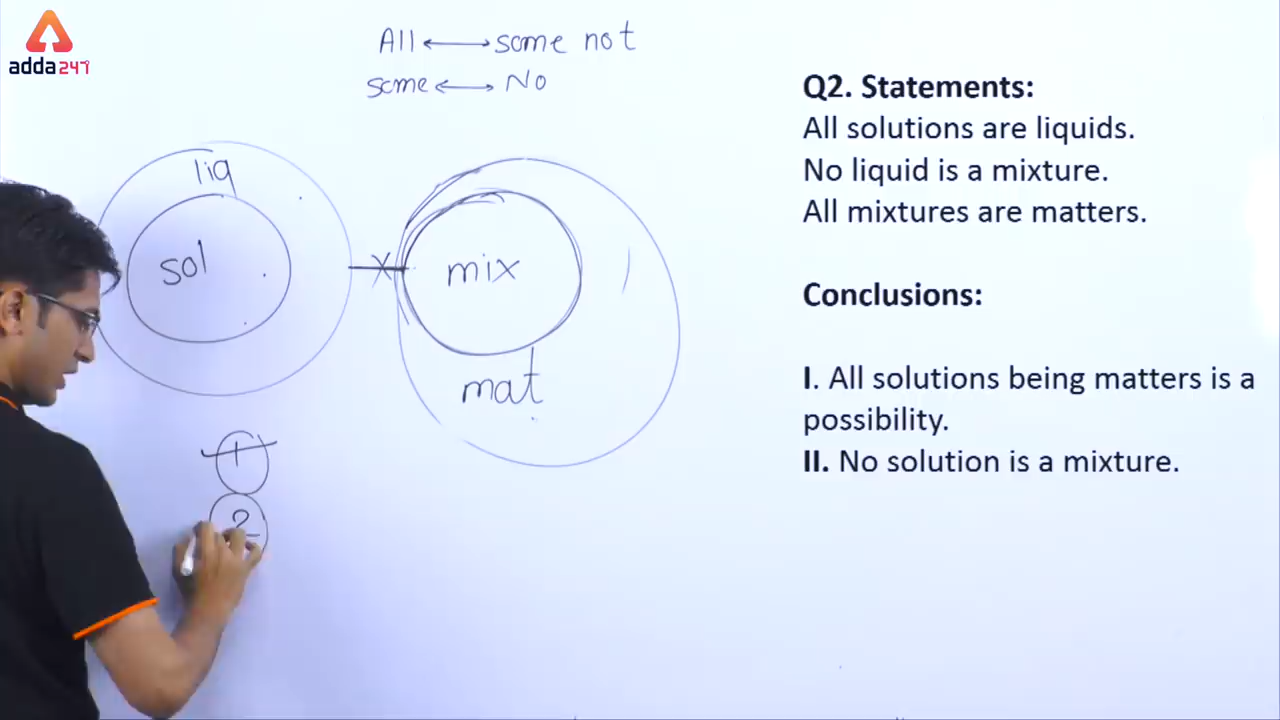 adda247
All ⟷ some not
some ⟷ No
liq
sol
mix
mat
1
2
Q2. Statements:
All solutions are liquids.
No liquid is a mixture.
All mixtures are matters.
Conclusions:
I. All solutions being matters is a
possibility.
II. No solution is a mixture.